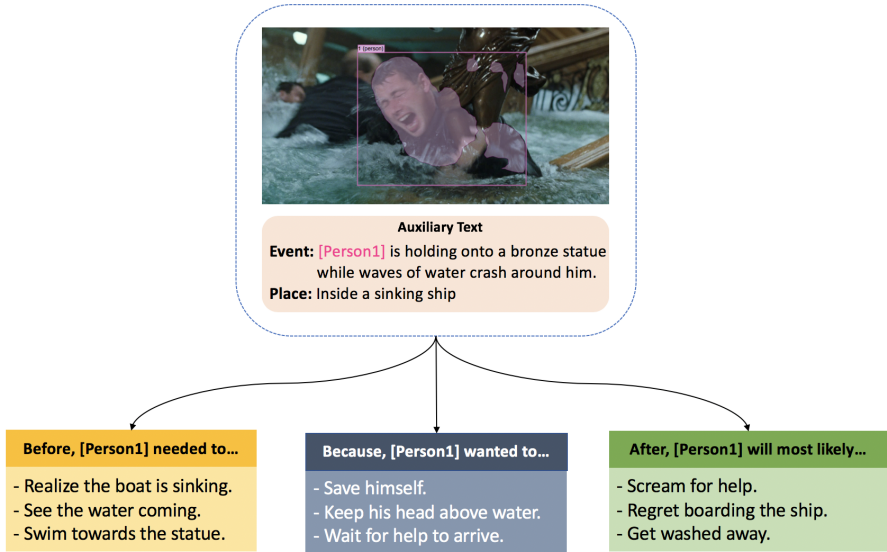 1 (person)
Auxiliary Text
Event: [Person1] is holding onto a bronze statue
while waves of water crash around him.
Place: Inside a sinking ship
Before, [Person1] needed to...
- Realize the boat is sinking.
- See the water coming.
- Swim towards the statue.
Because, [Person1] wanted to...
- Save himself.
- Keep his head above water.
- Wait for help to arrive.
After, [Person1] will most likely...
- Scream for help.
- Regret boarding the ship.
- Get washed away.